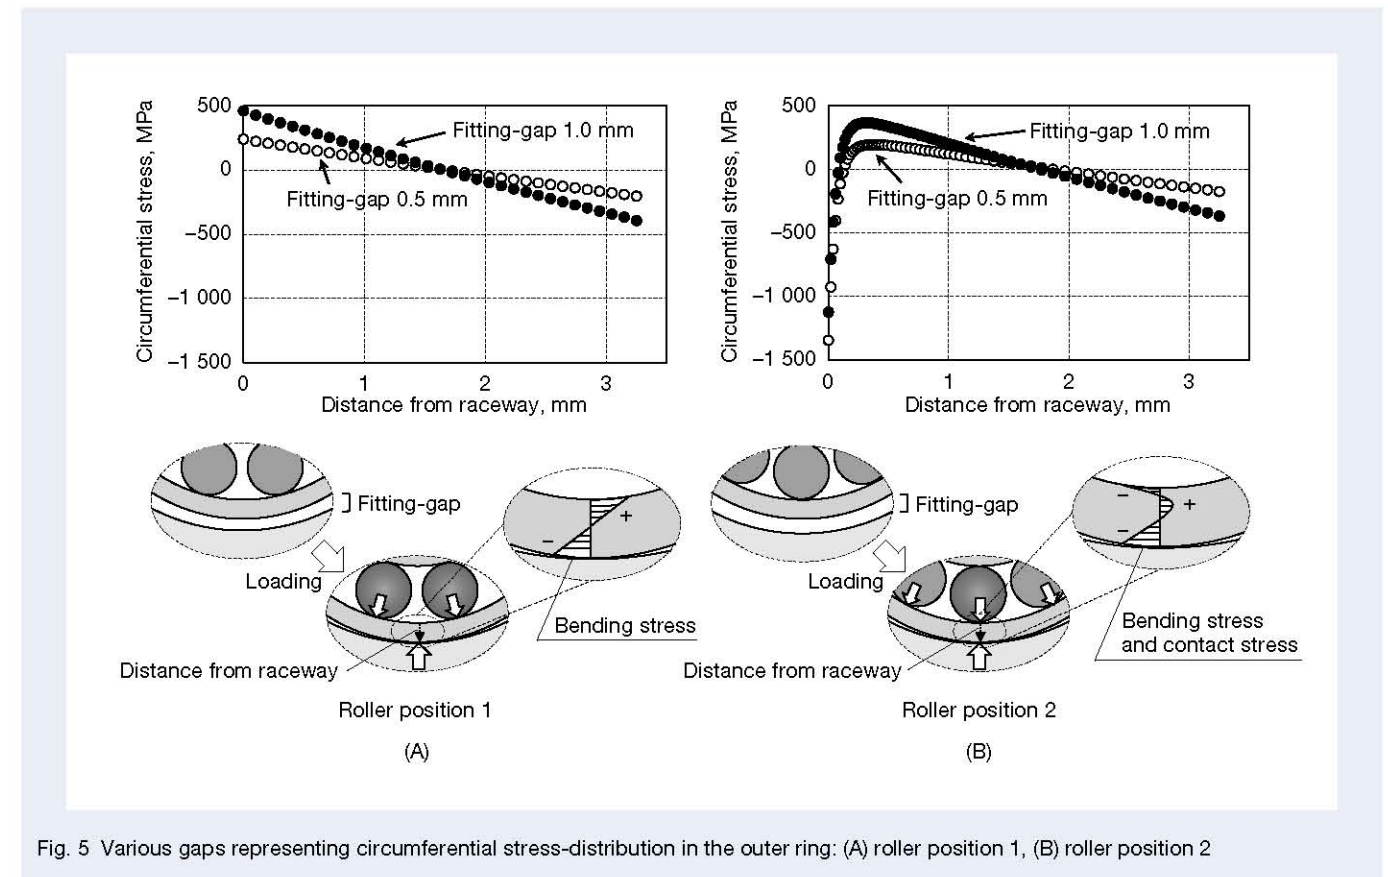 500
0
−500
−1 000
−1 500
Circumferential stress, MPa
Fitting-gap 1.0 mm
Fitting-gap 0.5 mm
0 1 2 3
Distance from raceway, mm
500
0
−500
−1 000
−1 500
Circumferential stress, MPa
Fitting-gap 1.0 mm
Fitting-gap 0.5 mm
0 1 2 3
Distance from raceway, mm
Fitting-gap
+
−
Loading
Bending stress
Distance from raceway
Roller position 1
(A)
Fitting-gap
−
+
−
Loading
Bending stress
and contact stress
Distance from raceway
Roller position 2
(B)
Fig. 5 Various gaps representing circumferential stress-distribution in the outer ring: (A) roller position 1, (B) roller position 2